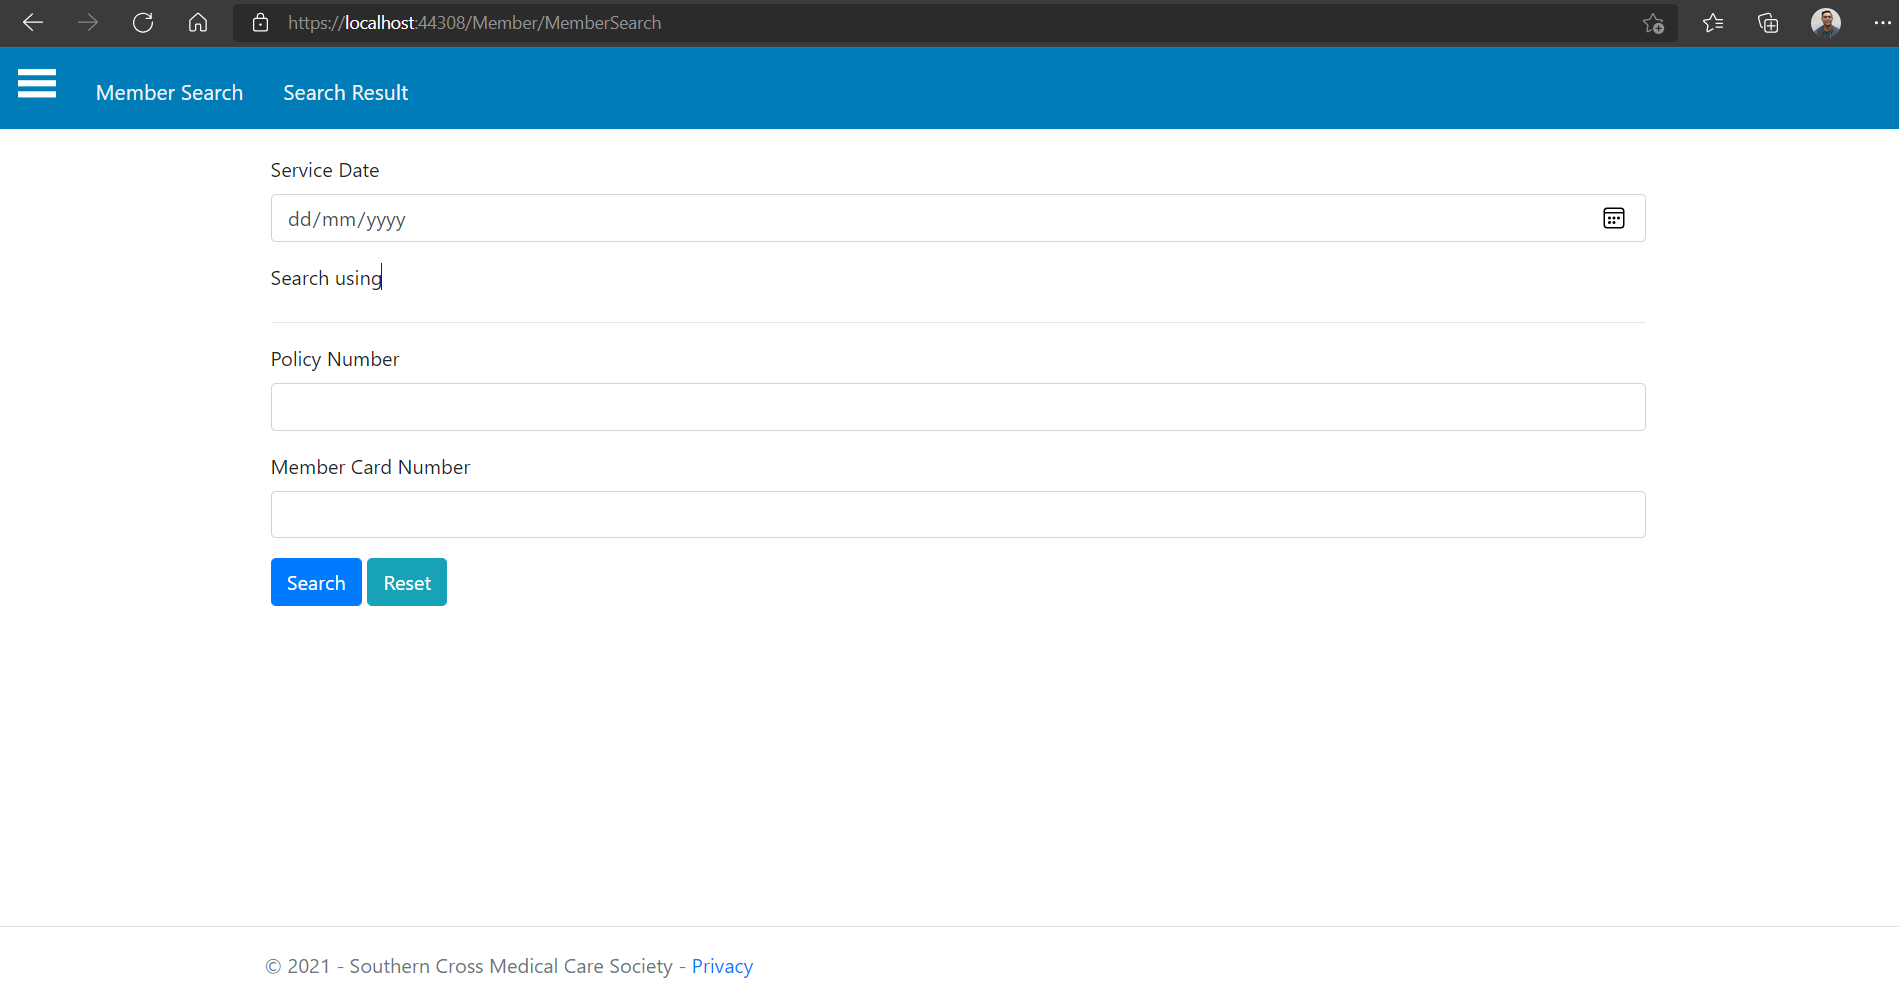 https://localhost:44308/Member/MemberSearch
Member Search Search Result
Service Date
dd/mm/yyyy
Search using
Policy Number
Member Card Number
Search Reset
© 2021 - Southern Cross Medical Care Society - Privacy